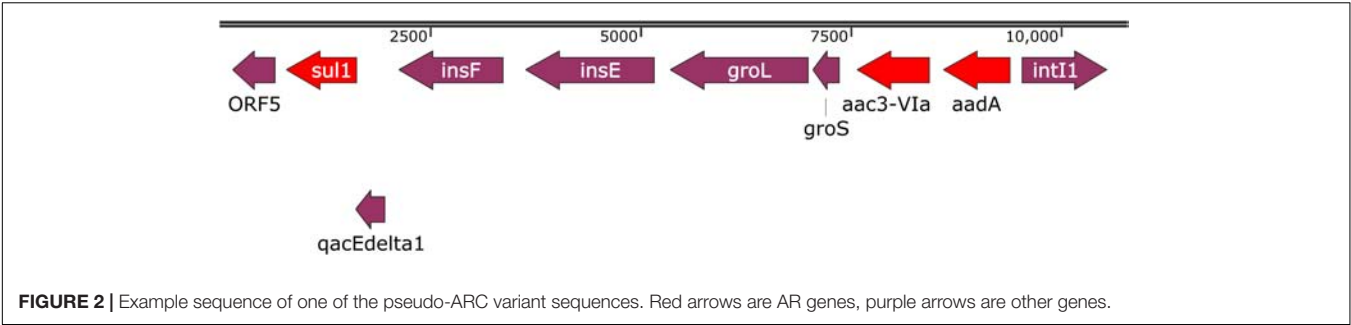 2500 5000 7500 10,000
sul1 insF insE groL intI1
ORF5 aac3-VIa aadA
groS
qacEdelta1
FIGURE 2 | Example sequence of one of the pseudo-ARC variant sequences. Red arrows are AR genes, purple arrows are other genes.